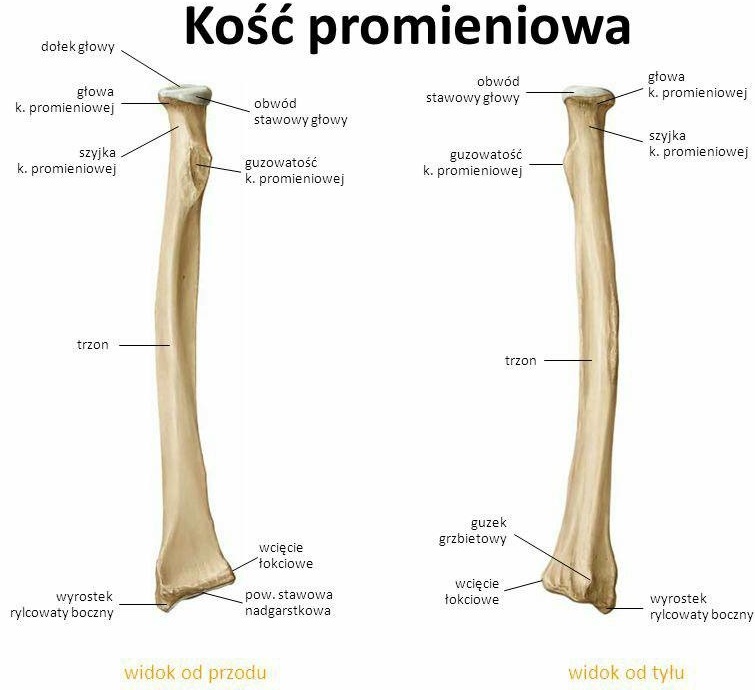 Kość promieniowa
dołek głowy
głowa
k. promieniowej
obwód
stawowy głowy
szyjka
k. promieniowej
guzowatość
k. promieniowej
trzon
wcięcie
łokciowe
wyrostek
rylcowaty boczny
pow. stawowa
nadgarstkowa
widok od przodu
obwód
stawowy głowy
głowa
k. promieniowej
szyjka
k. promieniowej
guzowatość
k. promieniowej
trzon
guzek
grzbietowy
wcięcie
łokciowe
wyrostek
rylcowaty boczny
widok od tyłu